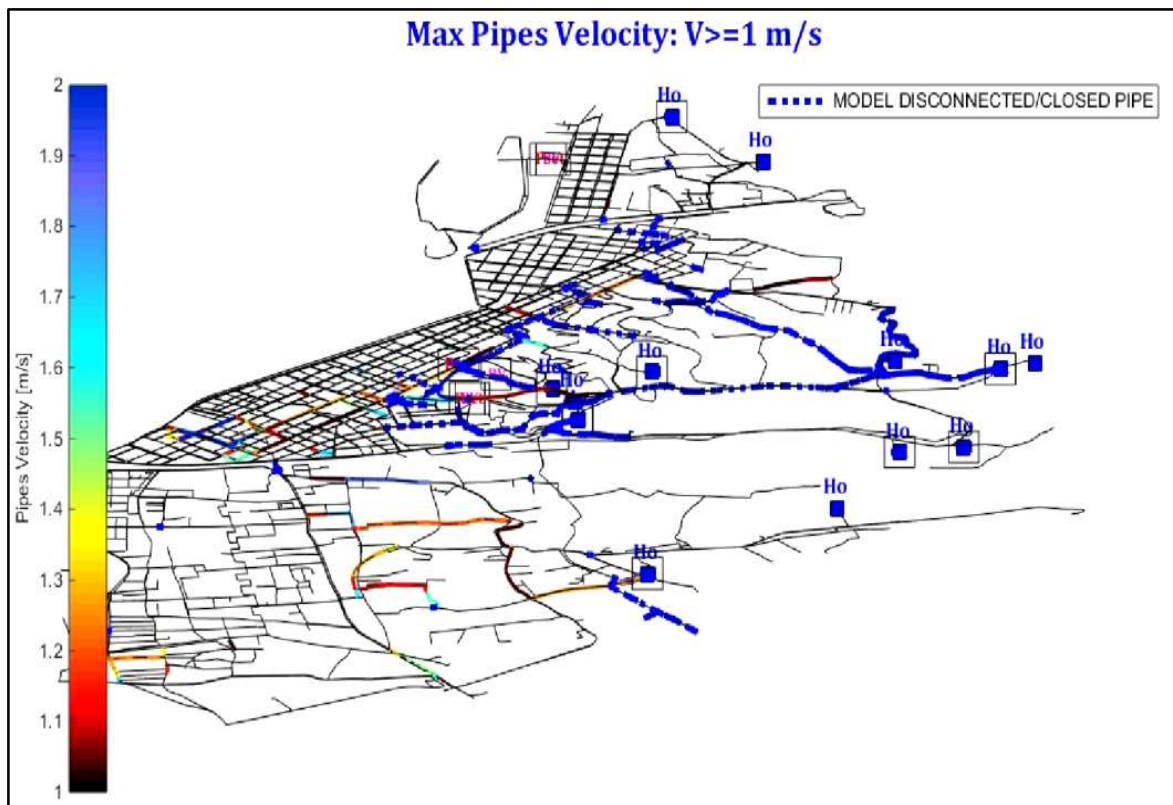 Max Pipes Velocity: V>=1 m/s
MODEL DISCONNECTED/CLOSED PIPE
Pipes Velocity [m/s]
2
1.9
1.8
1.7
1.6
1.5
1.4
1.3
1.2
1.1
1
Ho
Ho
Ho
Ho
Ho
Ho
Ho
Ho
Ho
Ho
Ho
Ho